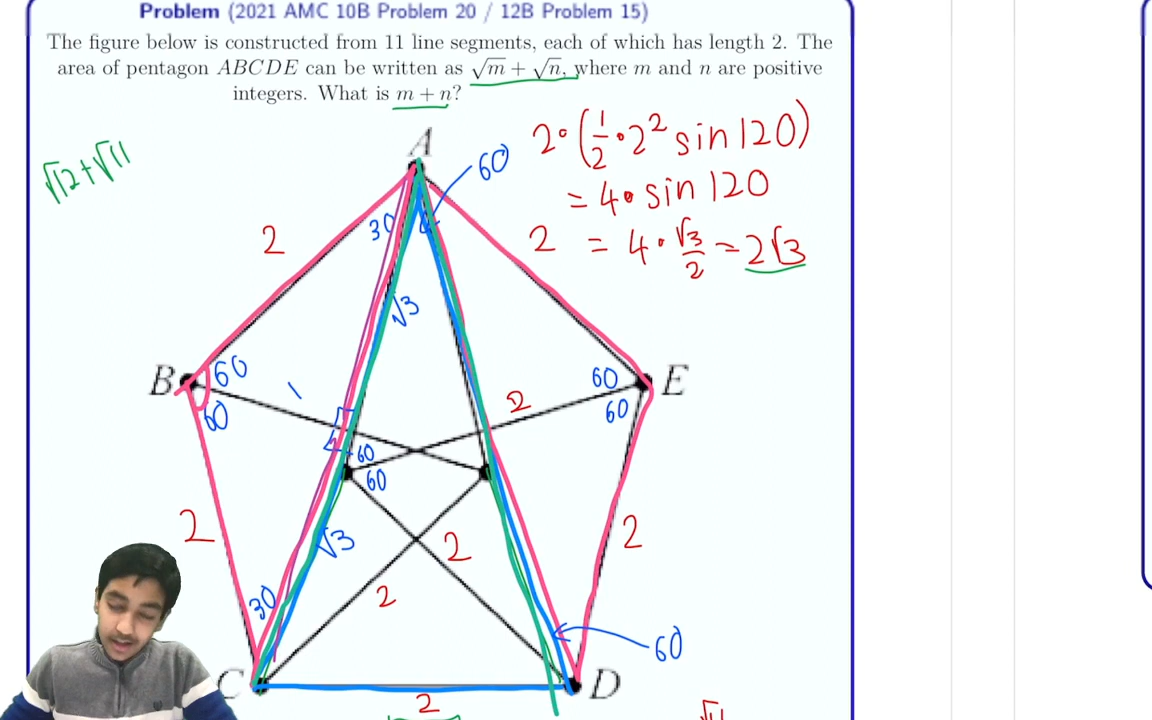 Problem (2021 AMC 10B Problem 20 / 12B Problem 15)
The figure below is constructed from 11 line segments, each of which has length 2. The
area of pentagon ABCDE can be written as √m + √n, where m and n are positive
integers. What is m + n?
√12+√11
A
60
2·(1/2·2² sin 120)
= 4· sin 120
= 4·√3/2 = 2√3
2
30
2
√3
B
60
1
60
2
60
60
E
60
60
2
√3
2
2
2
30
60
C
2
D
√11